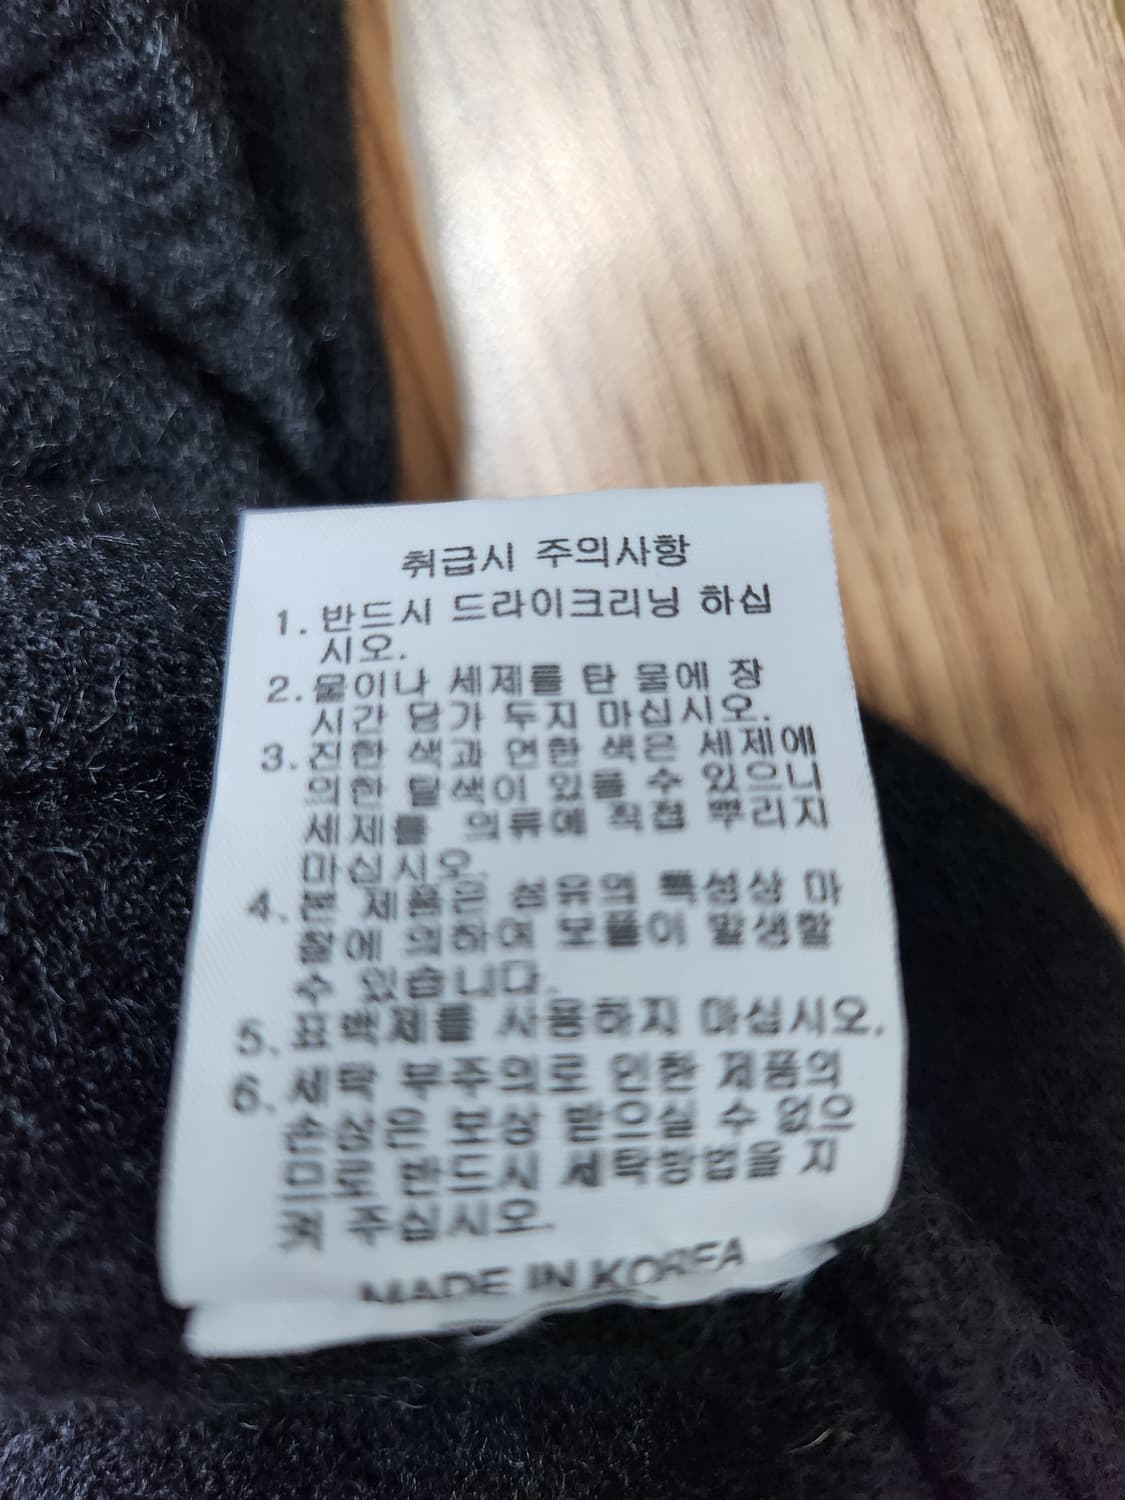 취급시 주의사항
1. 반드시 드라이크리닝 하십
시오.
2. 물이나 세제를 탄 물에 장
시간 담가 두지 마십시오.
3. 진한 색과 연한 색은 세제에
의한 탈색이 있을 수 있으니
세제를 의류에 직접 뿌리지
마십시오.
4. 본 제품은 섬유의 특성상 마
찰에 의하여 보풀이 발생할
수 있습니다.
5. 표백제를 사용하지 마십시오.
6. 세탁 부주의로 인한 제품의
손상은 보상 받으실 수 없으
므로 반드시 세탁방법을 지
켜 주십시오.
MADE IN KOREA